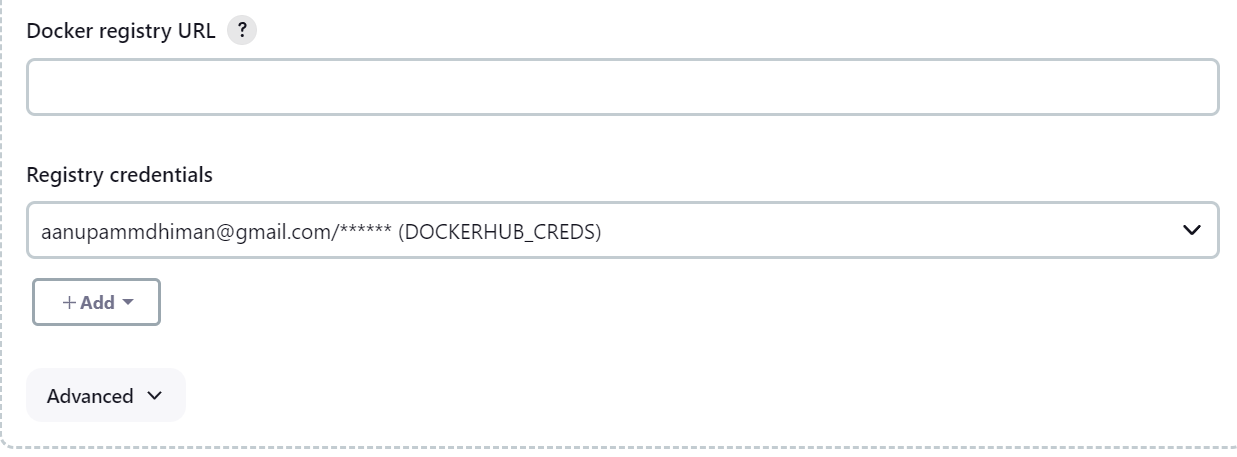 Docker registry URL ?
Registry credentials
aanupammdhiman@gmail.com/****** (DOCKERHUB_CREDS)
+ Add
Advanced